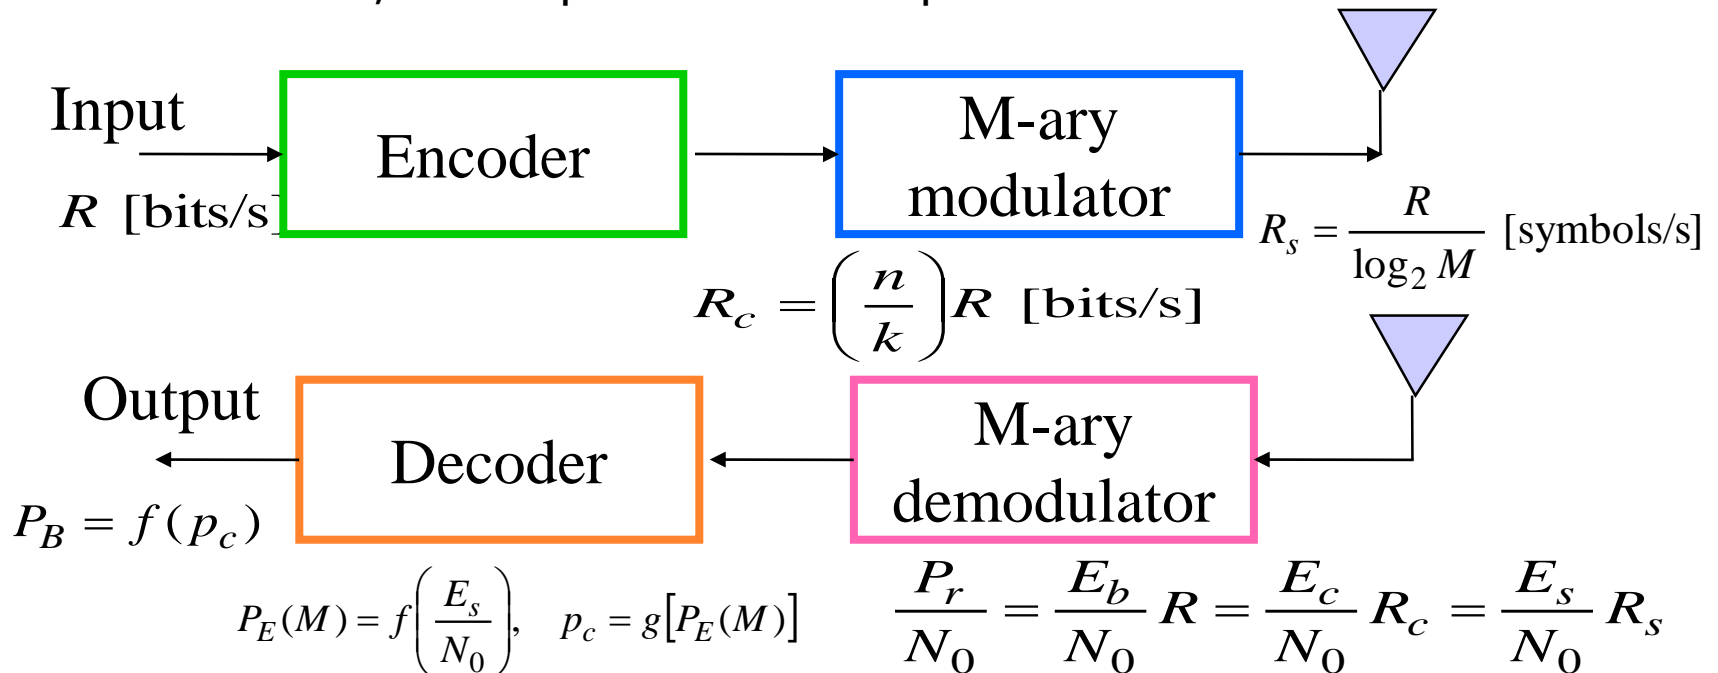 Input
R [bits/s]
Encoder
M-ary
modulator
R_s = R / log_2 M [symbols/s]
R_c = (n/k) R [bits/s]
Output
Decoder
M-ary
demodulator
P_B = f(p_c)
P_E(M) = f(E_s/N_0), p_c = g[P_E(M)]
P_r/N_0 = E_b/N_0 R = E_c/N_0 R_c = E_s/N_0 R_s